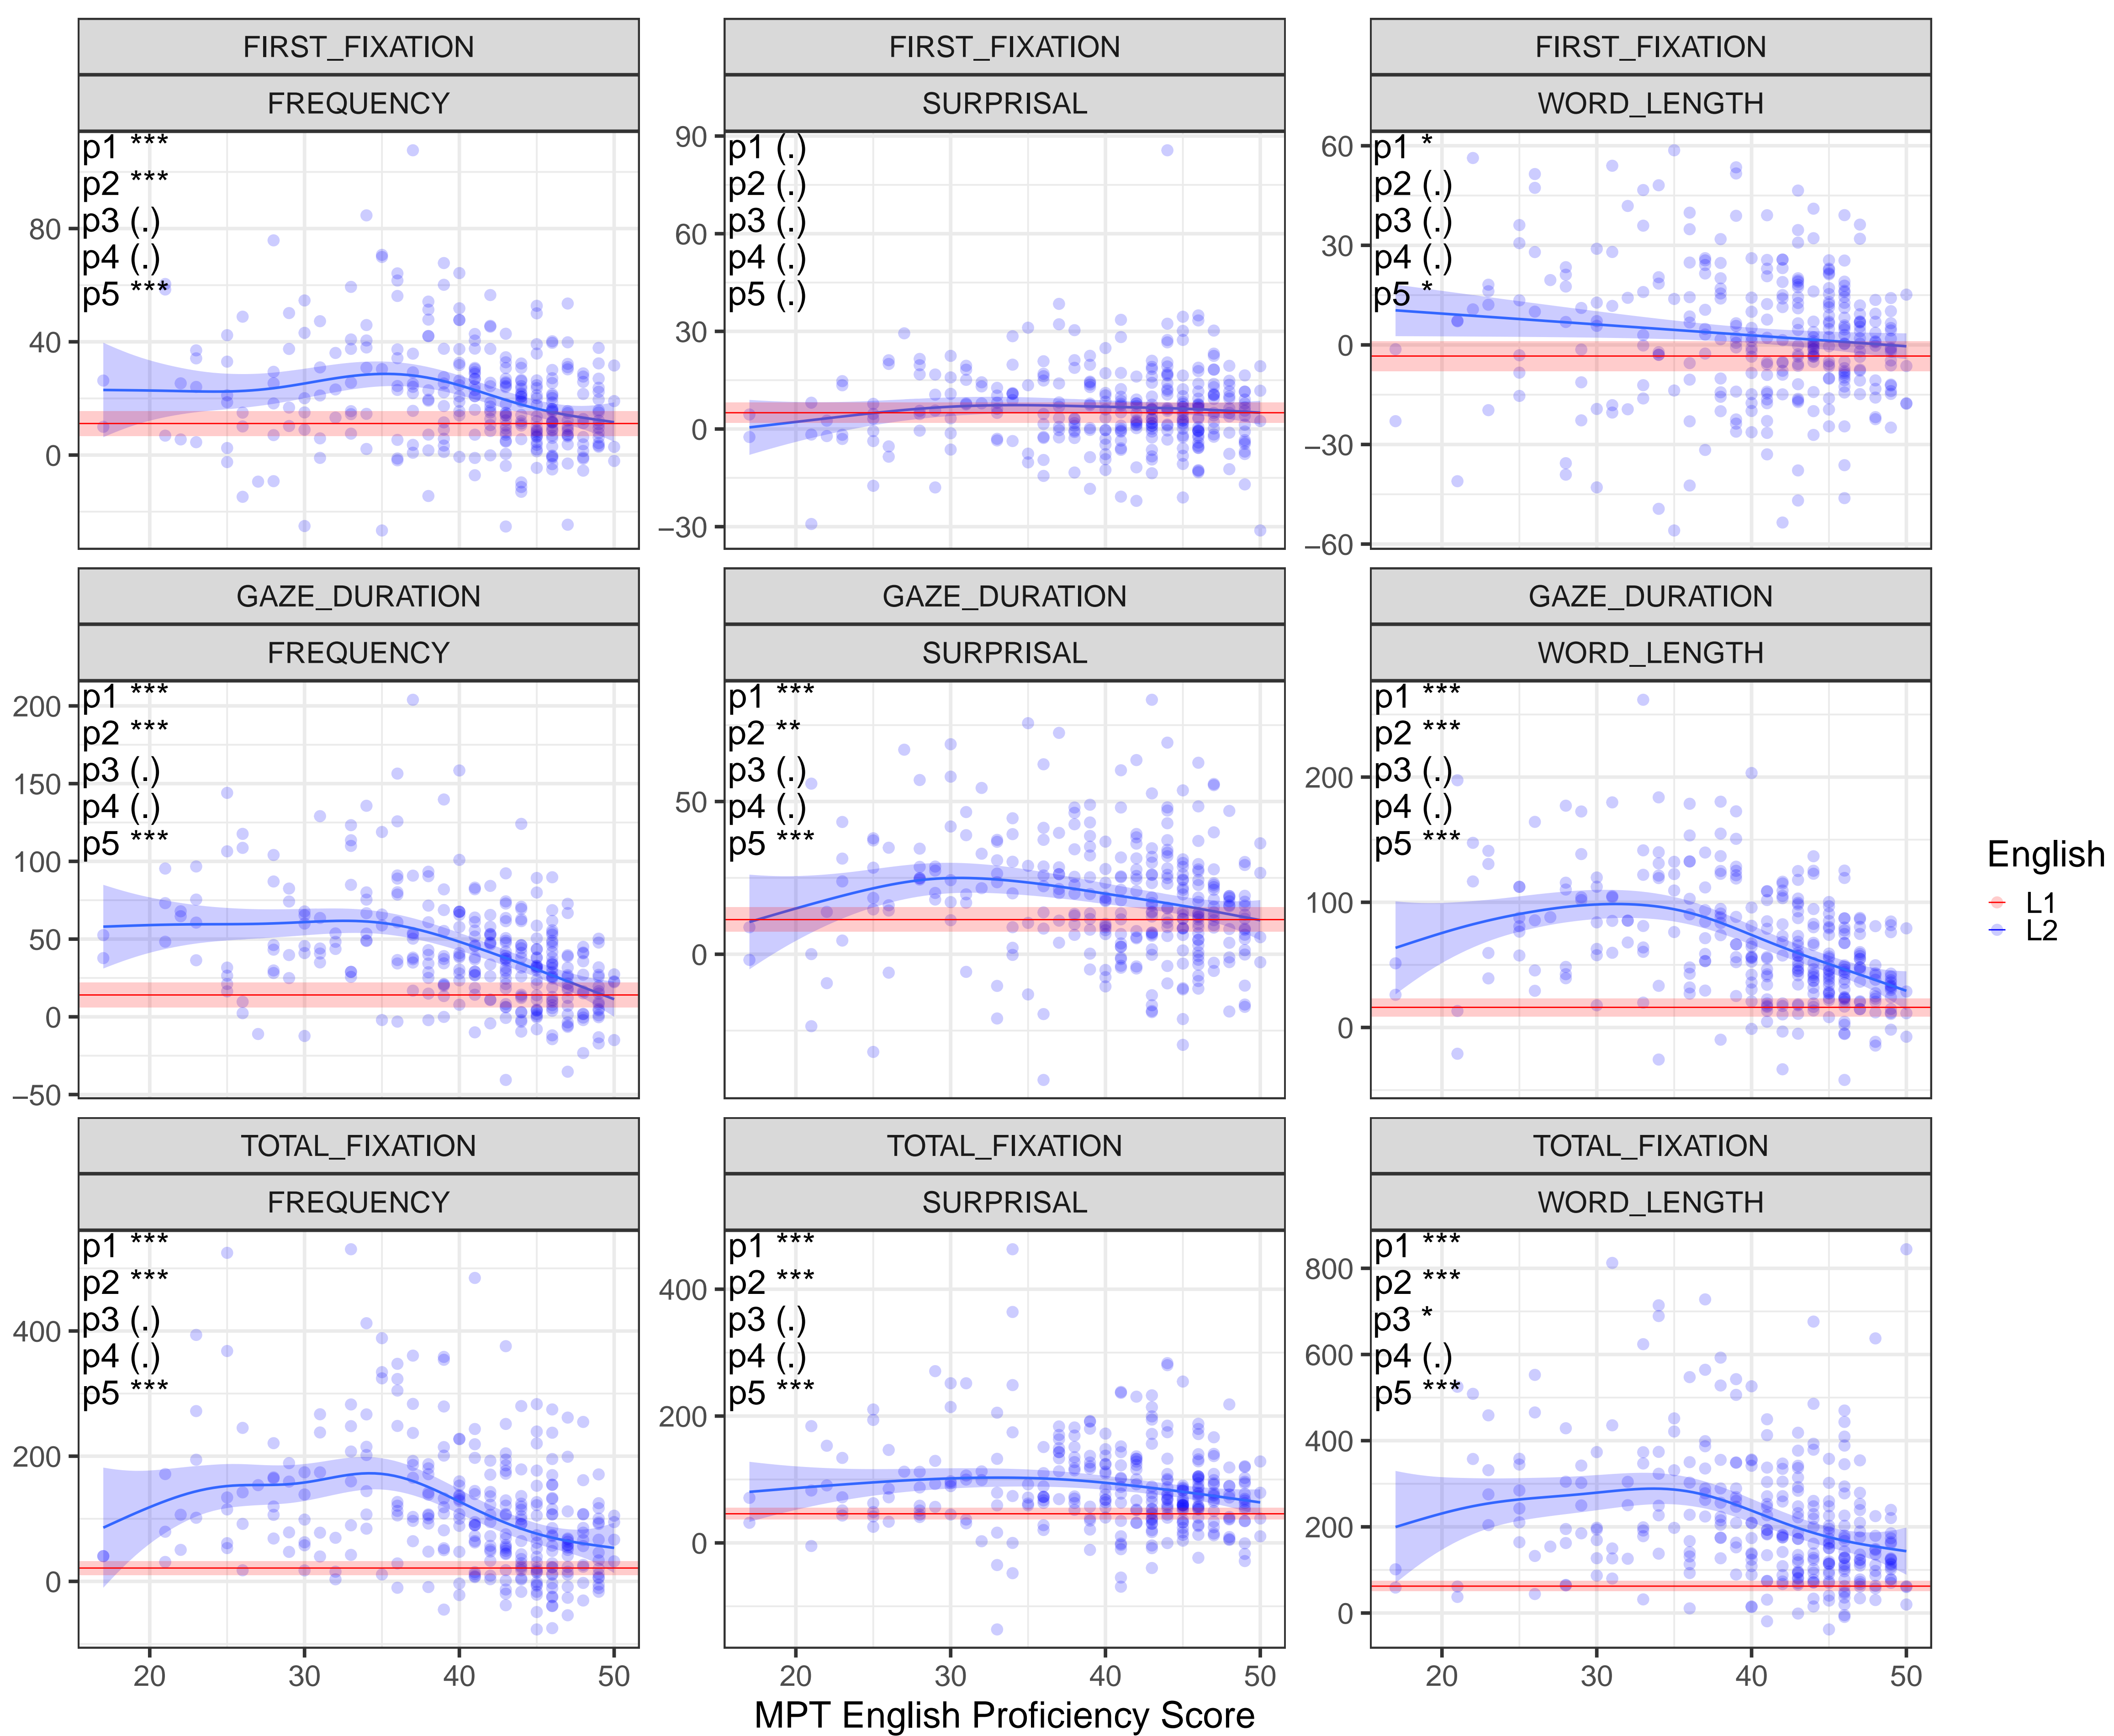 FIRST_FIXATION
FREQUENCY
p1 ***
p2 ***
p3 (.)
p4 (.)
p5 ***
80
40
0
FIRST_FIXATION
SURPRISAL
p1 (.)
p2 (.)
p3 (.)
p4 (.)
p5 (.)
90
60
30
0
−30
FIRST_FIXATION
WORD_LENGTH
p1 *
p2 (.)
p3 (.)
p4 (.)
p5 *
60
30
0
−30
−60
GAZE_DURATION
FREQUENCY
p1 ***
p2 ***
p3 (.)
p4 (.)
p5 ***
200
150
100
50
0
−50
GAZE_DURATION
SURPRISAL
p1 ***
p2 **
p3 (.)
p4 (.)
p5 ***
50
0
GAZE_DURATION
WORD_LENGTH
p1 ***
p2 ***
p3 (.)
p4 (.)
p5 ***
200
100
0
TOTAL_FIXATION
FREQUENCY
p1 ***
p2 ***
p3 (.)
p4 (.)
p5 ***
400
200
0
20 30 40 50
TOTAL_FIXATION
SURPRISAL
p1 ***
p2 ***
p3 (.)
p4 (.)
p5 ***
400
200
0
20 30 40 50
TOTAL_FIXATION
WORD_LENGTH
p1 ***
p2 ***
p3 *
p4 (.)
p5 ***
800
600
400
200
0
20 30 40 50
MPT English Proficiency Score
English
L1
L2